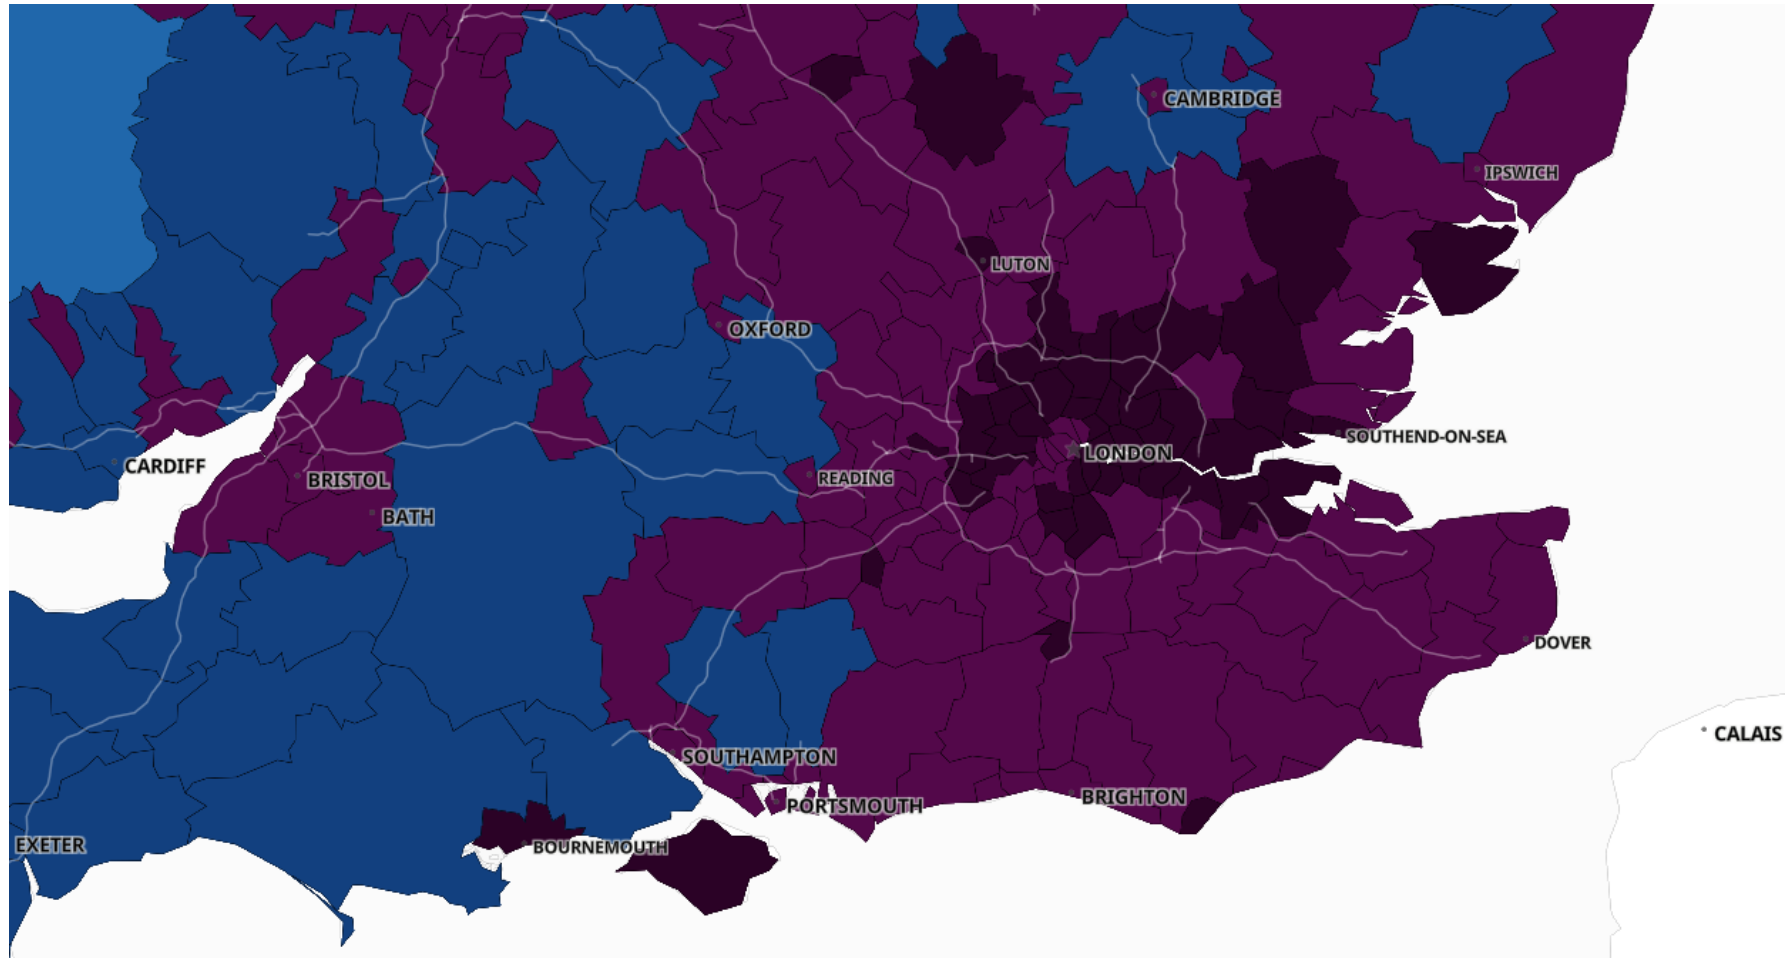 CAMBRIDGE
IPSWICH
LUTON
OXFORD
SOUTHEND-ON-SEA
LONDON
CARDIFF
BRISTOL
READING
BATH
DOVER
CALAIS
SOUTHAMPTON
PORTSMOUTH
BRIGHTON
EXETER
BOURNEMOUTH